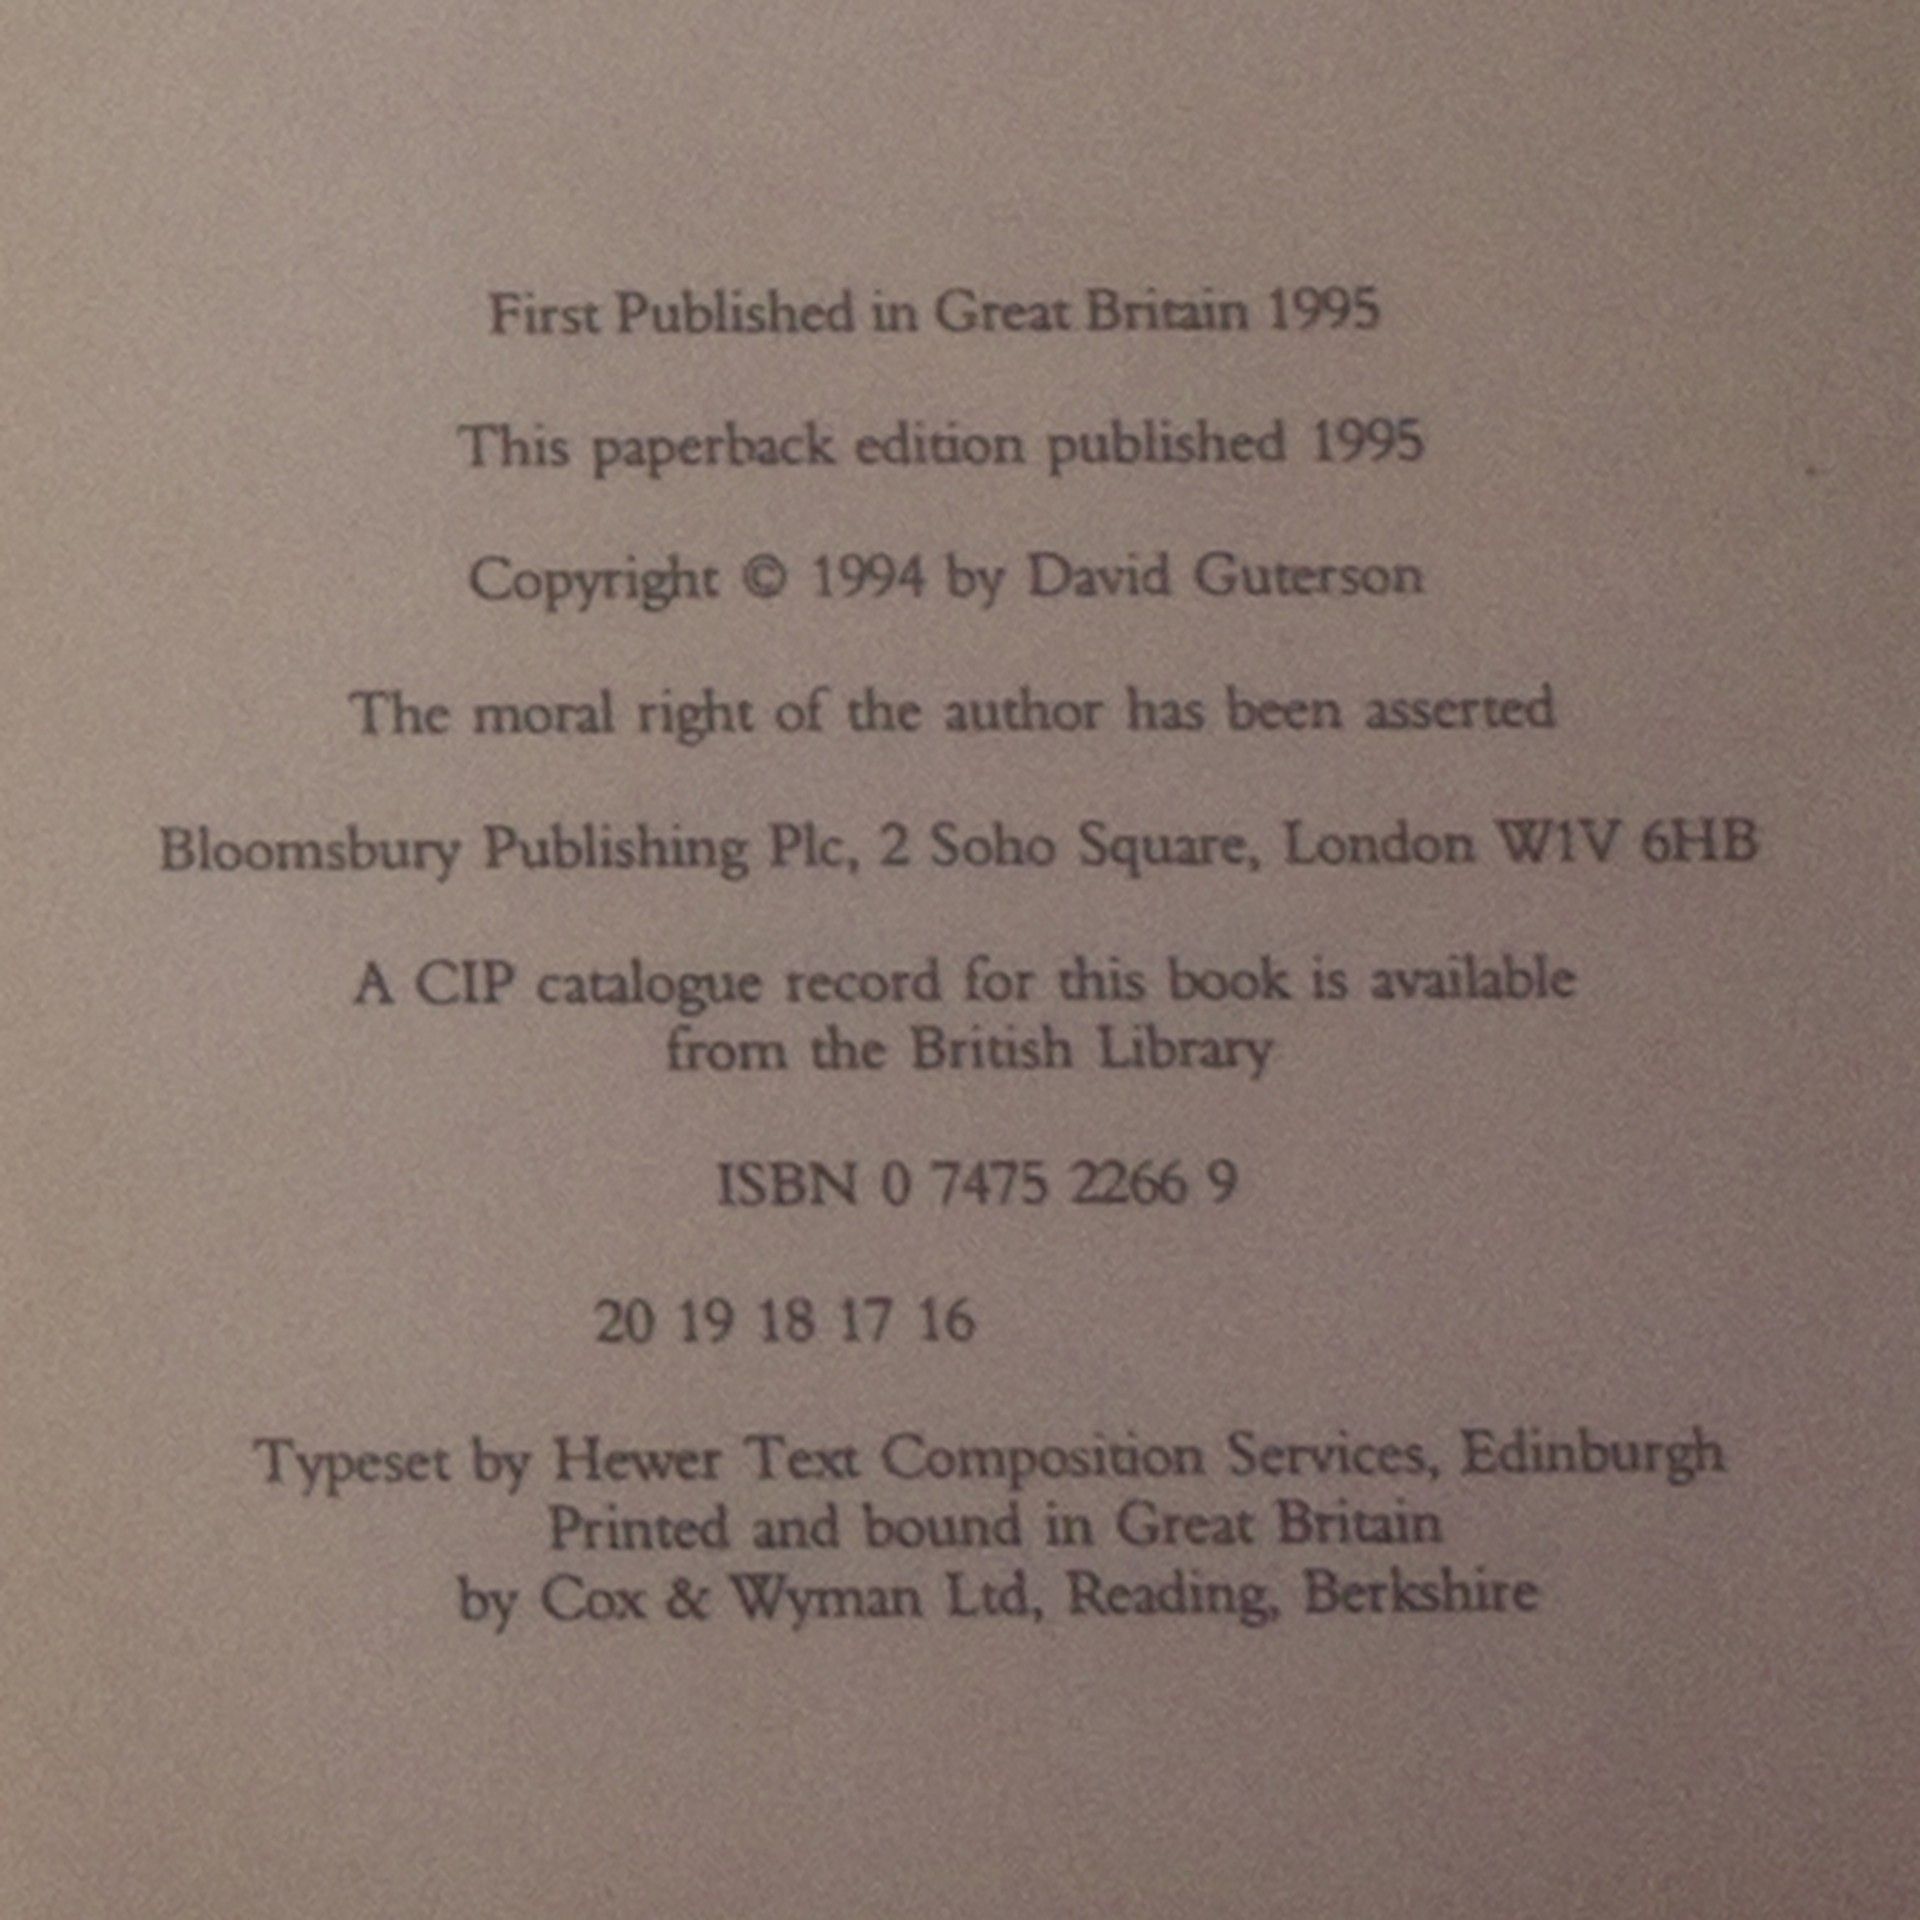 First Published in Great Britain 1995
This paperback edition published 1995
Copyright © 1994 by David Guterson
The moral right of the author has been asserted
Bloomsbury Publishing Plc, 2 Soho Square, London W1V 6HB
A CIP catalogue record for this book is available
from the British Library
ISBN 0 7475 2266 9
20 19 18 17 16
Typeset by Hewer Text Composition Services, Edinburgh
Printed and bound in Great Britain
by Cox & Wyman Ltd, Reading, Berkshire